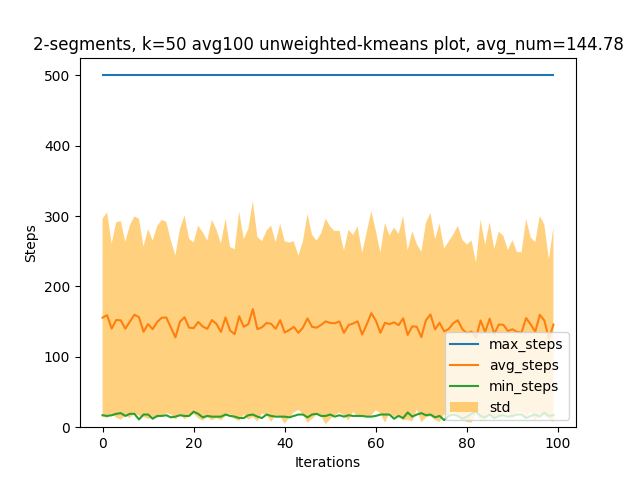 2-segments, k=50 avg100 unweighted-kmeans plot, avg_num=144.78
500
400
300
200
100
0
Steps
max_steps
avg_steps
min_steps
std
0 20 40 60 80 100
Iterations